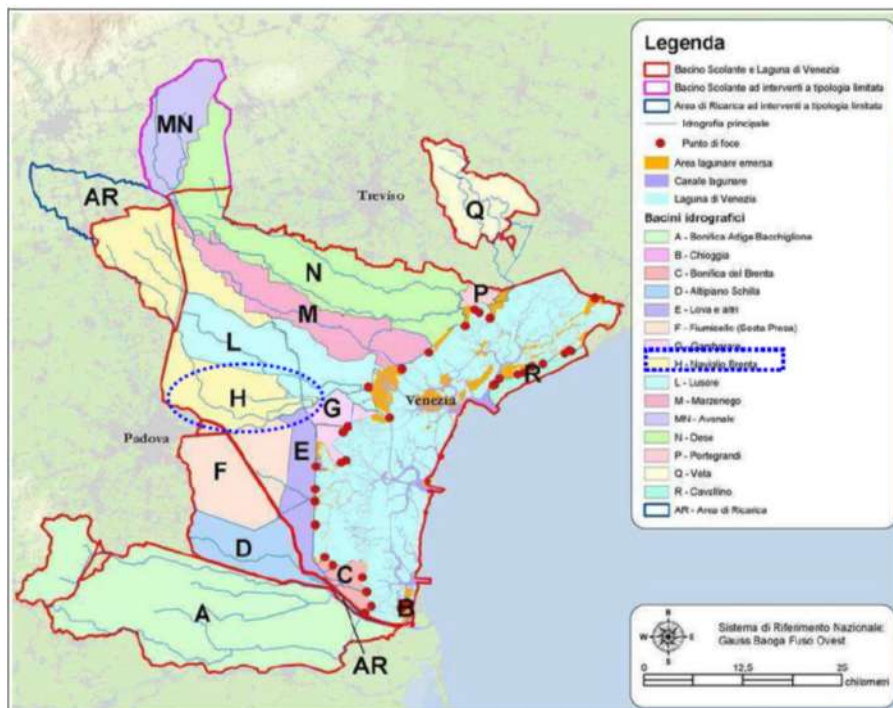 MN
AR
Treviso
Q
N
P
M
L
R
H
G
Venezia
Padova
E
F
D
C
B
A
AR
Legenda
Bacino Scolante e Laguna di Venezia
Bacino Scolante ad interventi a tipologia limitata
Area di Ricarica ad interventi a tipologia limitata
Idrografia principale
Punto di foce
Area lagunare emersa
Canale lagunare
Laguna di Venezia
Bacini idrografici
A - Bonifica Adige Bacchiglione
B - Chioggia
C - Bonifica del Brenta
D - Altipiano Schilla
E - Lova e altri
F - Fiumicello (Sesta Presa)
G - Gambarare
H - Naviglio Brenta
L - Lusore
M - Marzenego
MN - Avenale
N - Dese
P - Portegrandi
Q - Vela
R - Cavallino
AR - Area di Ricarica
N
W E
S
Sistema di Riferimento Nazionale:
Gauss Boaga Fuso Ovest
0 12,5 25
chilometri